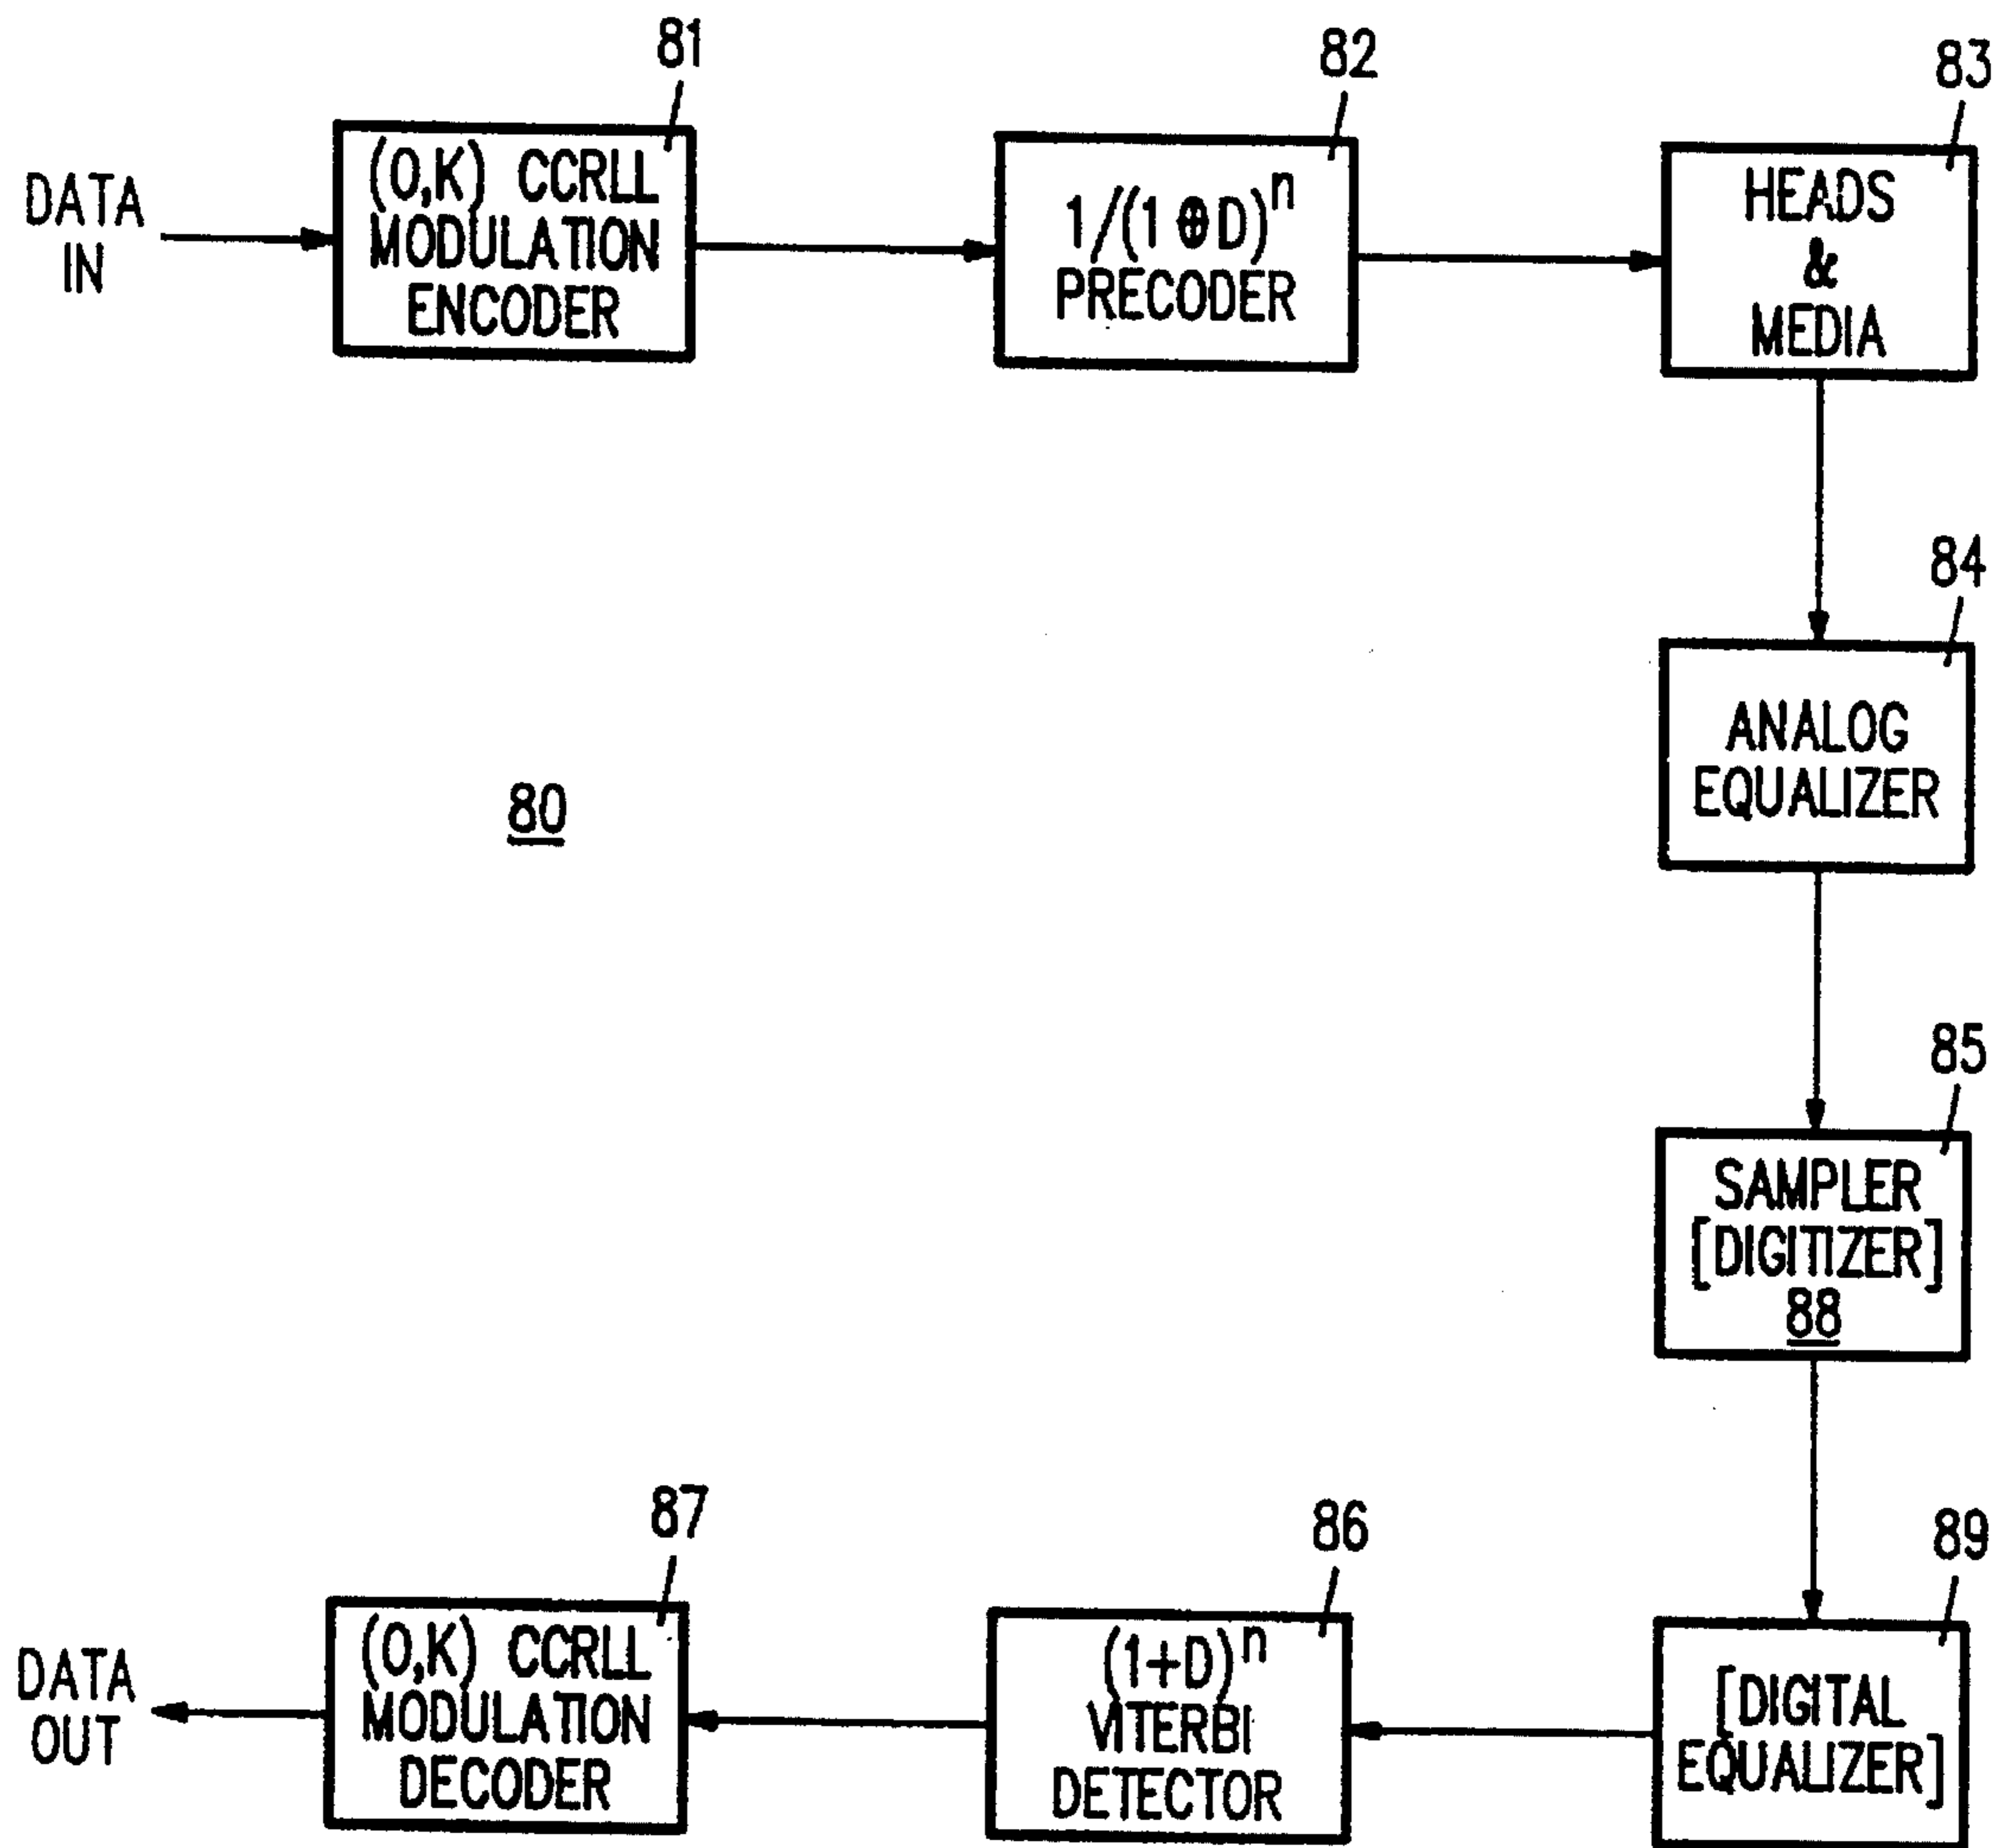 81
82
83
DATA
IN
(0,K) CCRLL
MODULATION
ENCODER
1/(1 ⊕ D)ⁿ
PRECODER
HEADS
&
MEDIA
84
ANALOG
EQUALIZER
80
85
SAMPLER
[DIGITIZER]
88
87
86
89
DATA
OUT
(0,K) CCRLL
MODULATION
DECODER
(1+D)ⁿ
VITERBI
DETECTOR
[DIGITAL
EQUALIZER]